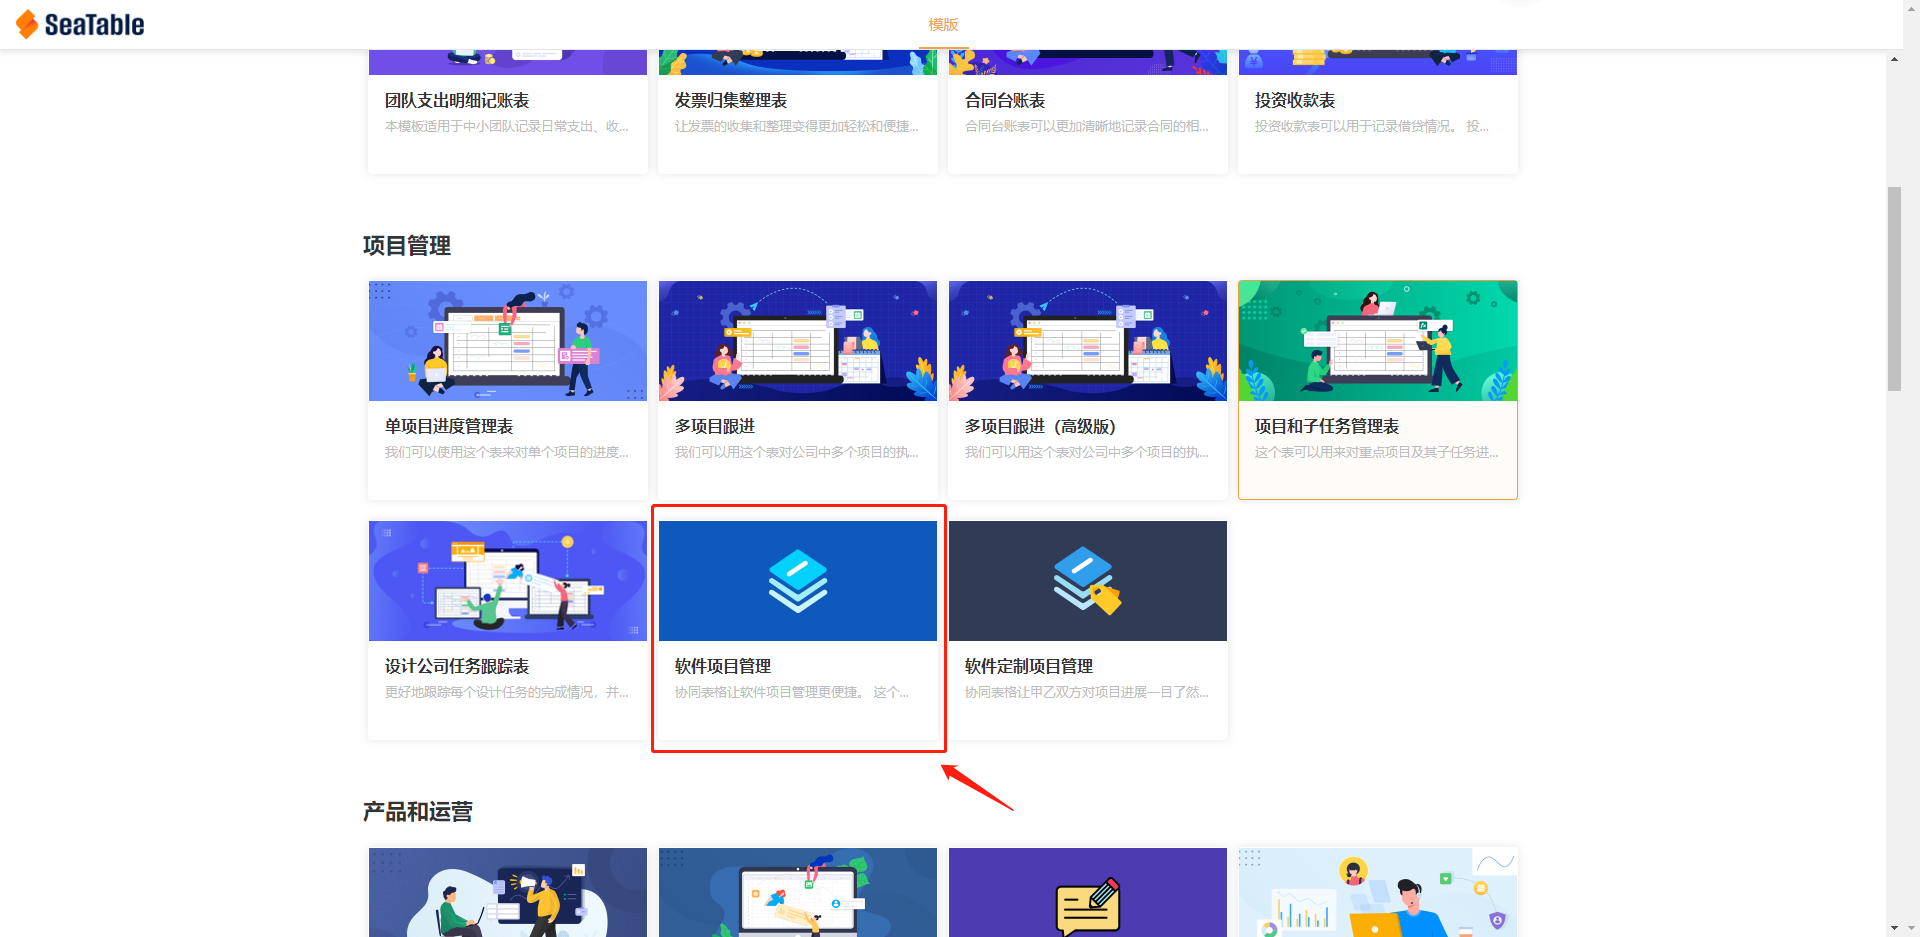 SeaTable
模版
团队支出明细记账表
本模板适用于中小团队记录日常支出、收...
发票归集整理表
让发票的收集和整理变得更加轻松和便捷...
合同台账表
合同台账表可以更加清晰地记录合同的相...
投资收款表
投资收款表可以用于记录借贷情况。 投...
项目管理
单项目进度管理表
我们可以使用这个表来对单个项目的进度...
多项目跟进
我们可以用这个表对公司中多个项目的执...
多项目跟进（高级版）
我们可以用这个表对公司中多个项目的执...
项目和子任务管理表
这个表可以用来对重点项目及其子任务进...
设计公司任务跟踪表
更好地跟踪每个设计任务的完成情况，并...
软件项目管理
协同表格让软件项目管理更便捷。 这个...
软件定制项目管理
协同表格让甲乙双方对项目进展一目了然...
产品和运营